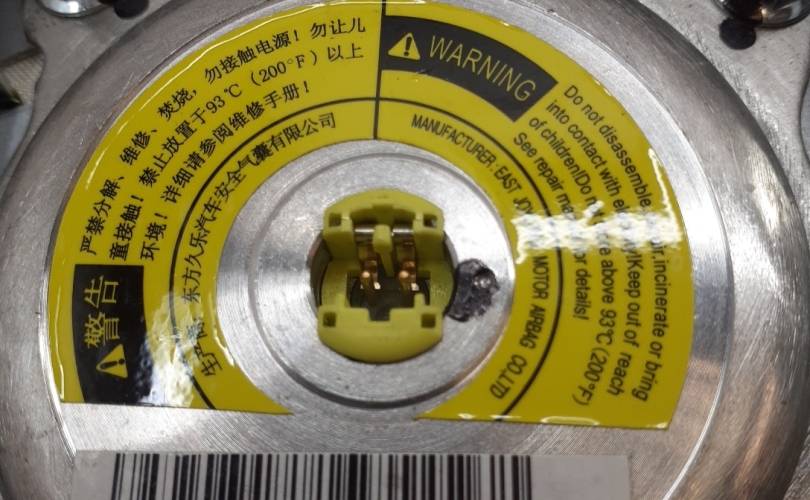 警告
严禁分解、维修、焚烧，勿接触电源！勿让儿
童接触！禁止放置于93℃（200°F）以上
环境！详细请参阅维修手册！
东方久乐汽车安全气囊有限公司
WARNING
Do not disassemble, incinerate or bring
into contact with Keep out of reach
of children!Do above 93℃(200°F)
See repair for details!
MANUFACTURER: EAST MOTOR AIRBAG CO.,LTD